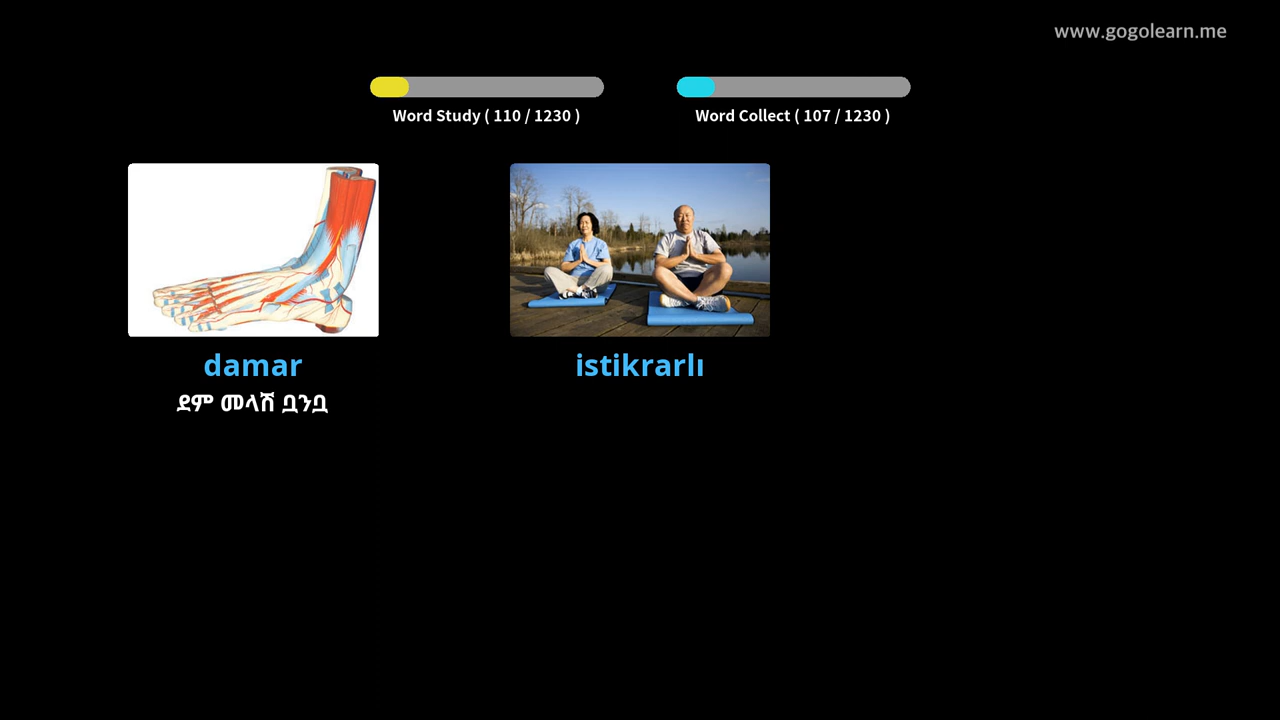 www.gogolearn.me
Word Study ( 110 / 1230 )
Word Collect ( 107 / 1230 )
damar
ደም መላሽ ቧንቧ
istikrarlı